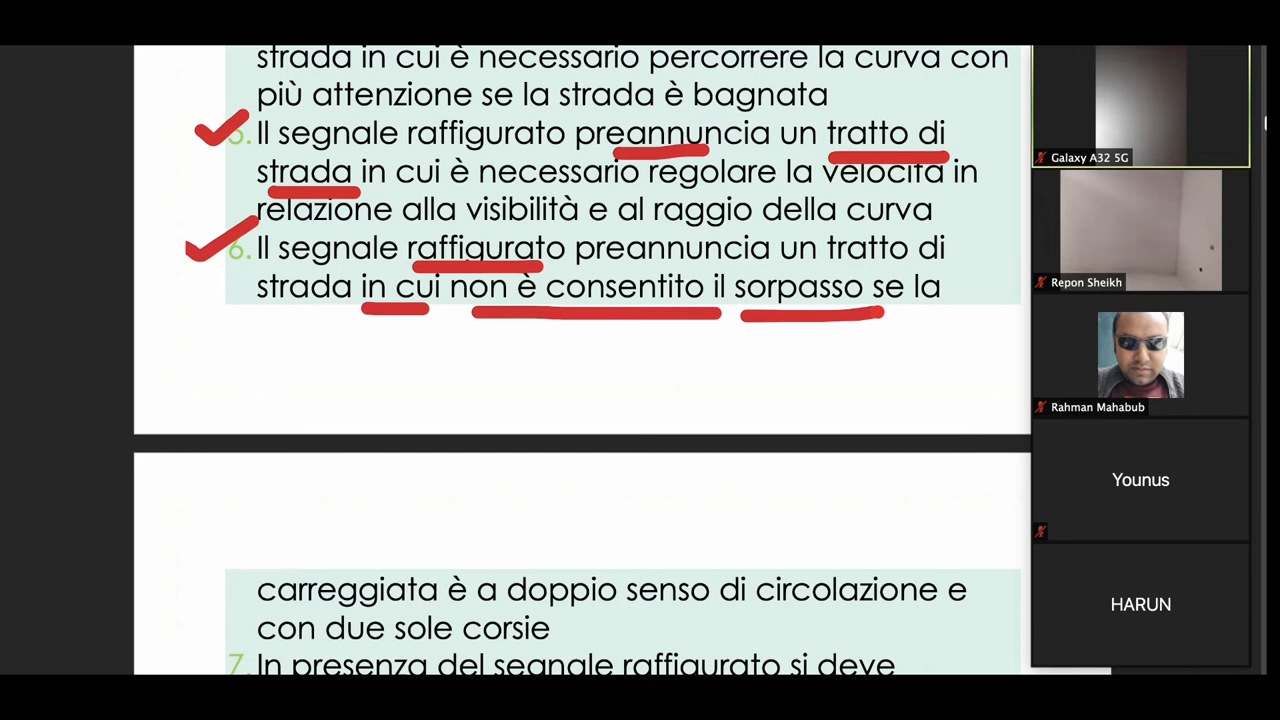 strada in cui è necessario percorrere la curva con
più attenzione se la strada è bagnata
5. Il segnale raffigurato preannuncia un tratto di
strada in cui è necessario regolare la velocità in
relazione alla visibilità e al raggio della curva
6. Il segnale raffigurato preannuncia un tratto di
strada in cui non è consentito il sorpasso se la
carreggiata è a doppio senso di circolazione e
con due sole corsie
7. In presenza del segnale raffigurato si deve
Galaxy A32 5G
Repon Sheikh
Rahman Mahabub
Younus
HARUN